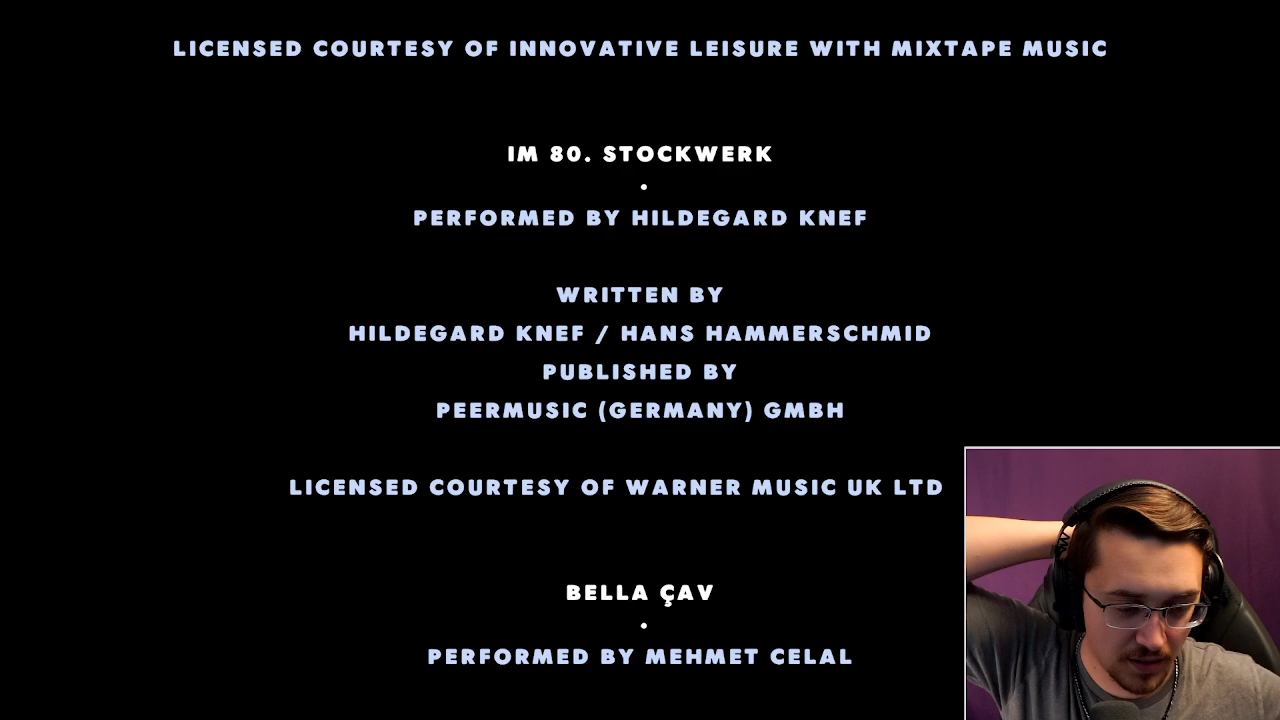 LICENSED COURTESY OF INNOVATIVE LEISURE WITH MIXTAPE MUSIC
IM 80. STOCKWERK
•
PERFORMED BY HILDEGARD KNEF
WRITTEN BY
HILDEGARD KNEF / HANS HAMMERSCHMID
PUBLISHED BY
PEERMUSIC (GERMANY) GMBH
LICENSED COURTESY OF WARNER MUSIC UK LTD
BELLA ÇAV
•
PERFORMED BY MEHMET CELAL